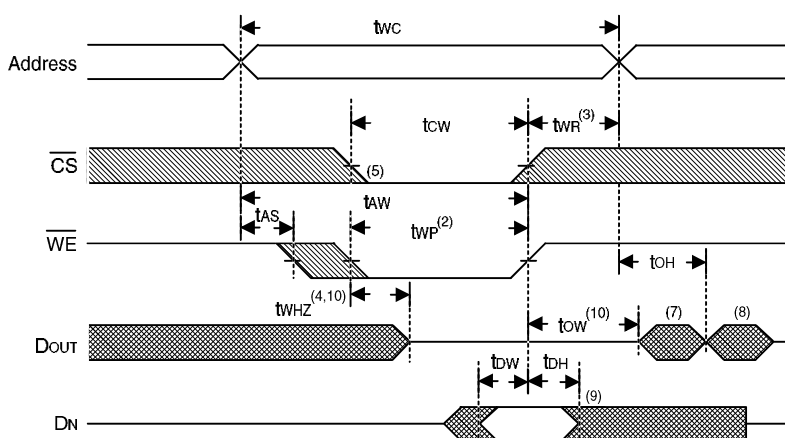 tWC
Address
tCW
tWR(3)
CS
(5)
tAW
tAS
tWP(2)
WE
tOH
tWHZ(4,10)
tOW(10)
(7)
(8)
DOUT
tDW
tDH
(9)
DN